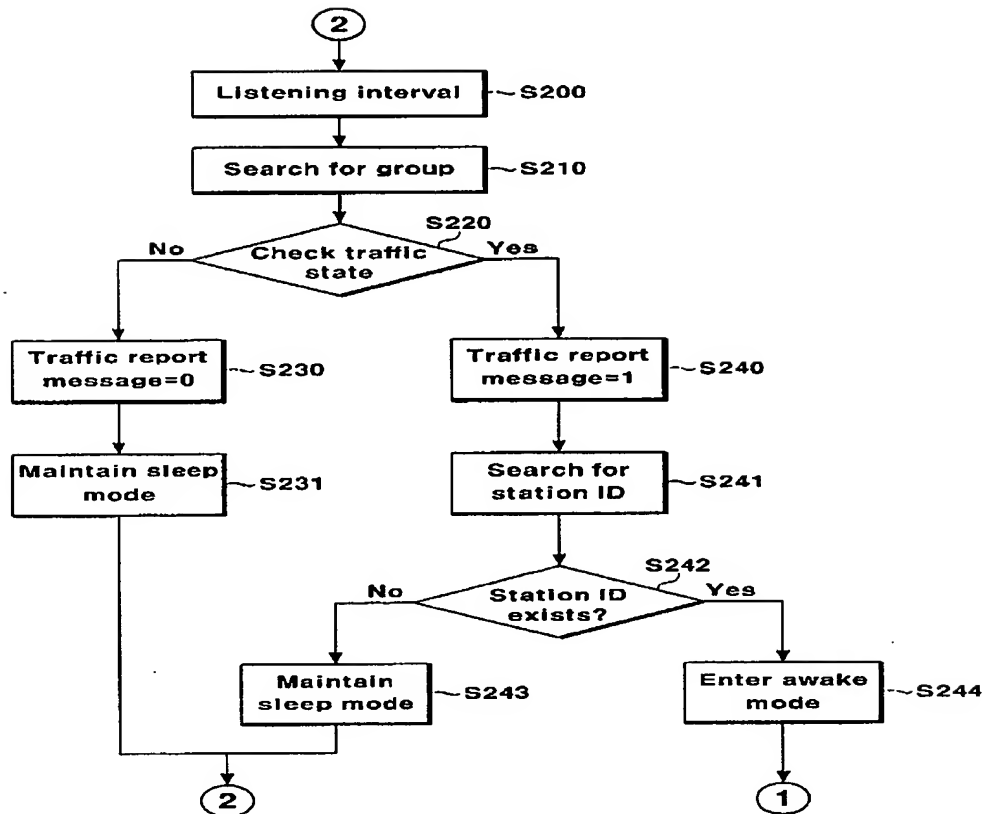 2
Listening interval
S200
Search for group
S210
S220
No
Check traffic
state
Yes
Traffic report
message=0
S230
Traffic report
message=1
S240
Maintain sleep
mode
S231
Search for
station ID
S241
S242
No
Station ID
exists?
Yes
Maintain
sleep mode
S243
Enter awake
mode
S244
2
1